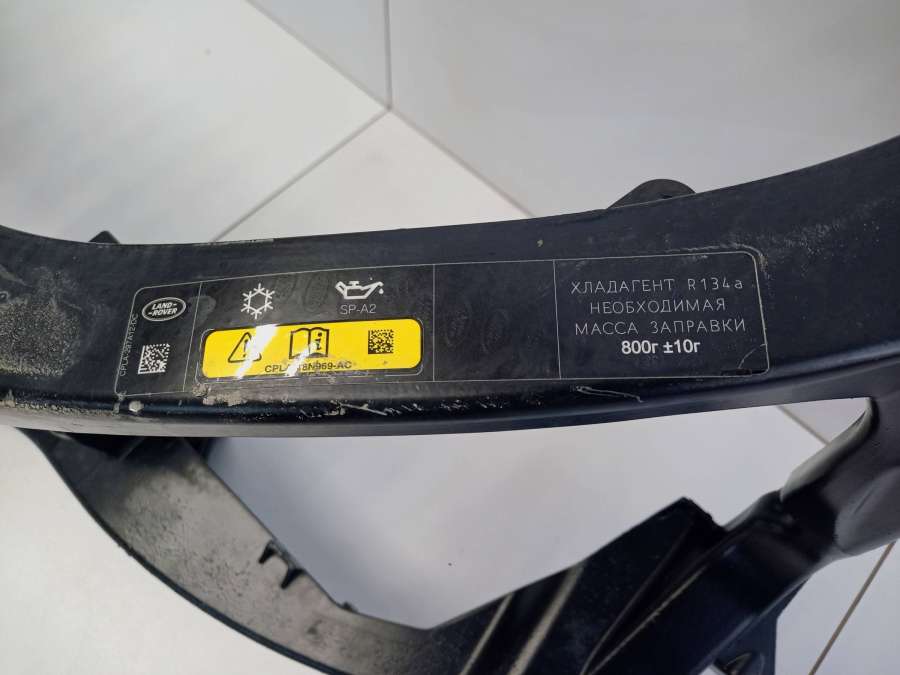 LAND-
ROVER
SP-A2
ХЛАДАГЕНТ R134a
НЕОБХОДИМАЯ
МАССА ЗАПРАВКИ
800г ±10г